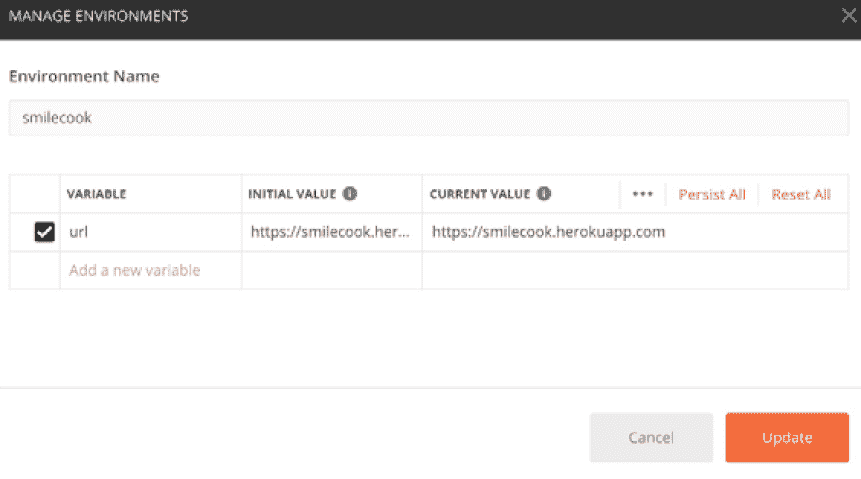 MANAGE ENVIRONMENTS
Environment Name
smilecook
VARIABLE INITIAL VALUE CURRENT VALUE ••• Persist All Reset All
url https://smilecook.her... https://smilecook.herokuapp.com
Add a new variable
Cancel Update